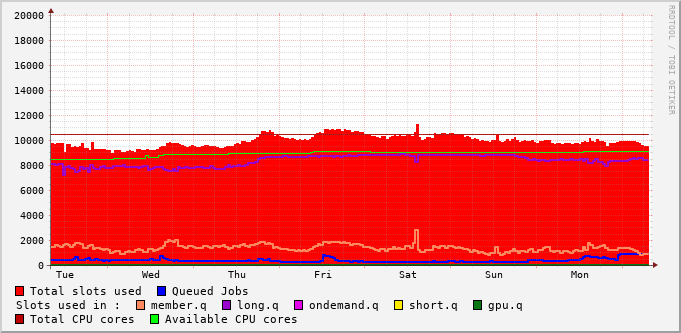 RRDTOOL / TOBI OETIKER
20000
18000
16000
14000
12000
10000
8000
6000
4000
2000
0
Tue Wed Thu Fri Sat Sun Mon
Total slots used Queued Jobs
Slots used in : member.q long.q ondemand.q short.q gpu.q
Total CPU cores Available CPU cores